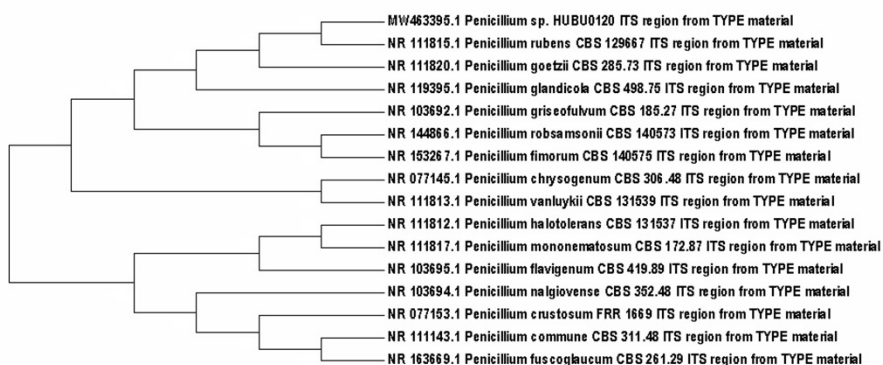 MW463395.1 Penicillium sp. HUBU0120 ITS region from TYPE material
NR 111815.1 Penicillium rubens CBS 129667 ITS region from TYPE material
NR 111820.1 Penicillium goetzii CBS 285.73 ITS region from TYPE material
NR 119395.1 Penicillium glandicola CBS 498.75 ITS region from TYPE material
NR 103692.1 Penicillium griseofulvum CBS 185.27 ITS region from TYPE material
NR 144866.1 Penicillium robsamsonii CBS 140573 ITS region from TYPE material
NR 153267.1 Penicillium fimorum CBS 140575 ITS region from TYPE material
NR 077145.1 Penicillium chrysogenum CBS 306.48 ITS region from TYPE material
NR 111813.1 Penicillium vanluykii CBS 131539 ITS region from TYPE material
NR 111812.1 Penicillium halotolerans CBS 131537 ITS region from TYPE material
NR 111817.1 Penicillium mononematosum CBS 172.87 ITS region from TYPE material
NR 103695.1 Penicillium flavigenum CBS 419.89 ITS region from TYPE material
NR 103694.1 Penicillium nalgiovense CBS 352.48 ITS region from TYPE material
NR 077153.1 Penicillium crustosum FRR 1669 ITS region from TYPE material
NR 111143.1 Penicillium commune CBS 311.48 ITS region from TYPE material
NR 163669.1 Penicillium fuscoglaucum CBS 261.29 ITS region from TYPE material